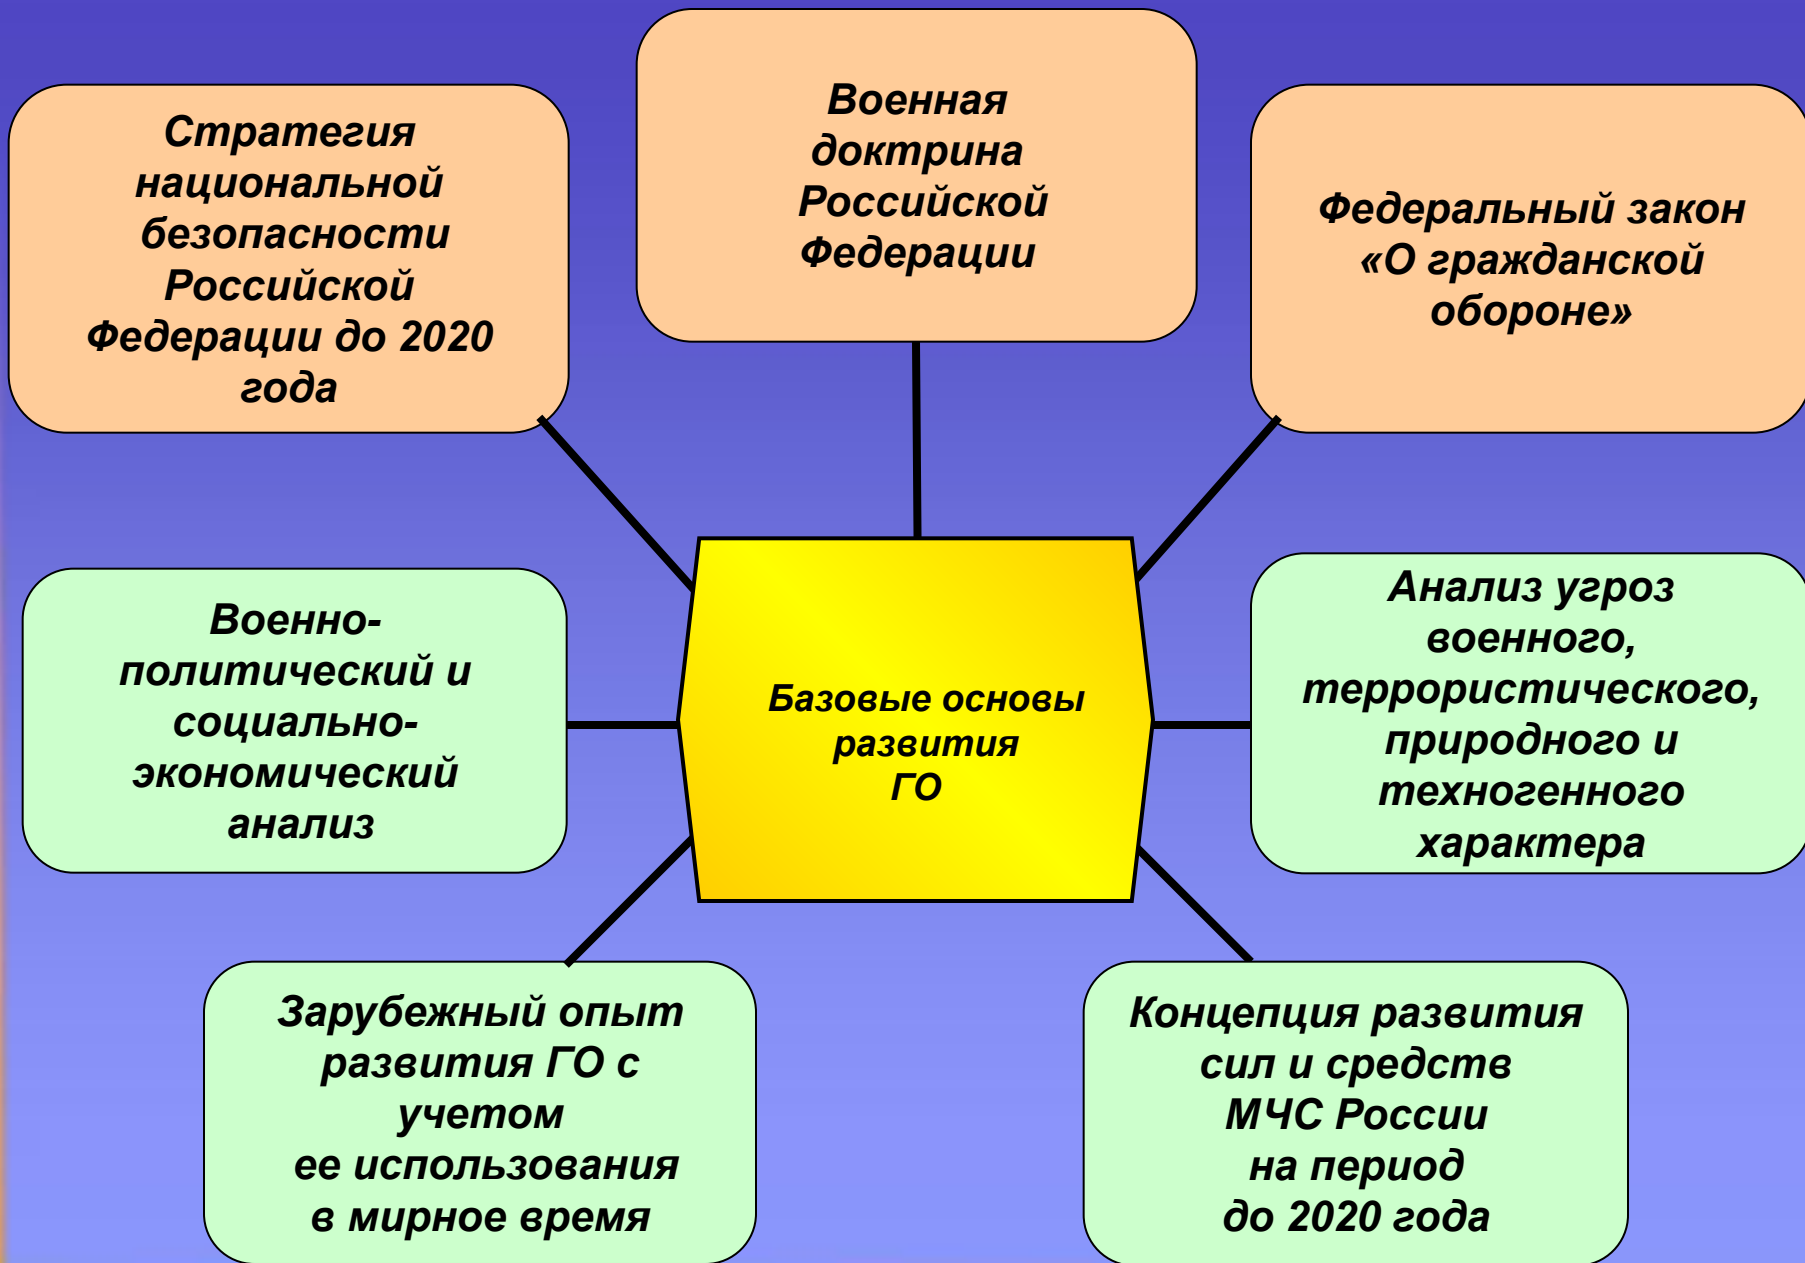 Стратегия
национальной
безопасности
Российской
Федерации до 2020
года
Военная
доктрина
Российской
Федерации
Федеральный закон
«О гражданской
обороне»
Военно-
политический и
социально-
экономический
анализ
Базовые основы
развития
ГО
Анализ угроз
военного,
террористического,
природного и
техногенного
характера
Зарубежный опыт
развития ГО с
учетом
ее использования
в мирное время
Концепция развития
сил и средств
МЧС России
на период
до 2020 года